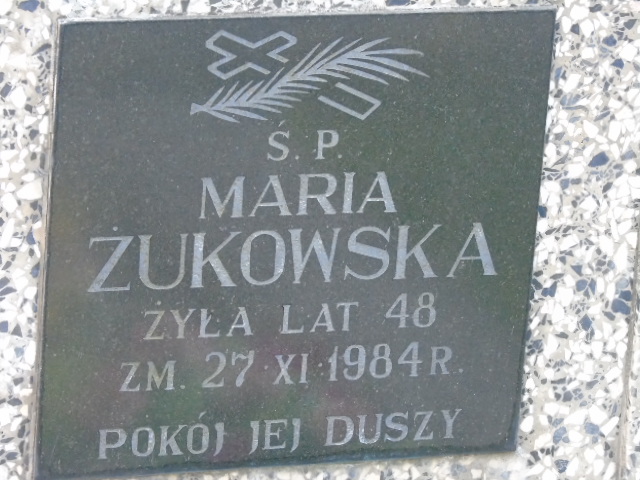 Ś. P.
MARIA
ŻUKOWSKA
ŻYŁA LAT 48
ZM. 27 XI 1984 R.
POKÓJ JEJ DUSZY